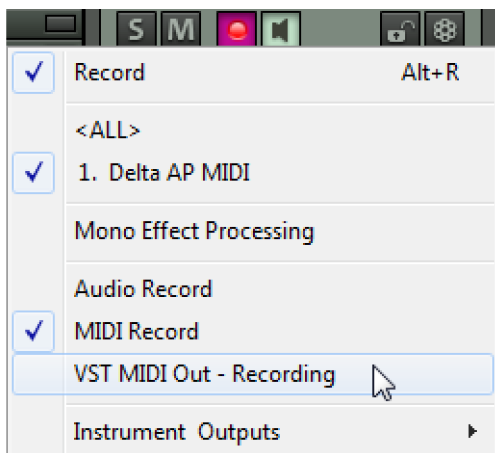 S M
Record Alt+R
<ALL>
1. Delta AP MIDI
Mono Effect Processing
Audio Record
MIDI Record
VST MIDI Out - Recording
Instrument Outputs